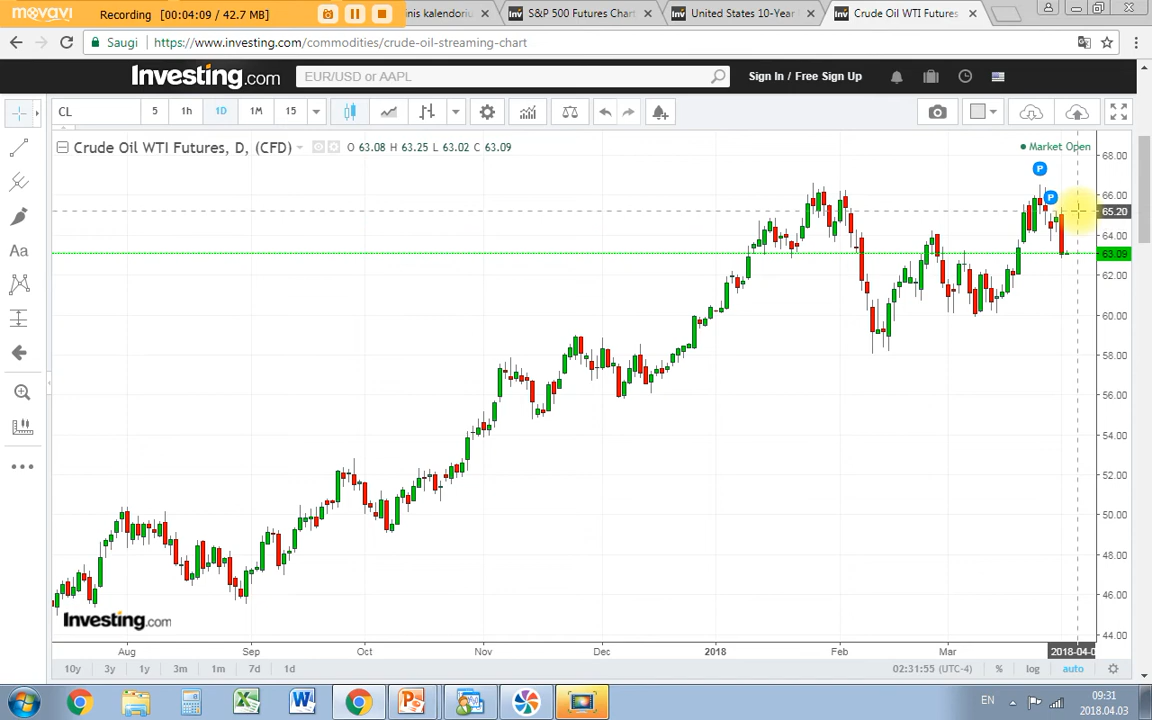 movavi Recording [00:04:09 / 42.7 MB]
inis kalendoriu
S&P 500 Futures Chart
United States 10-Year
Crude Oil WTI Futures
Saugi https://www.investing.com/commodities/crude-oil-streaming-chart
Investing.com EUR/USD or AAPL Sign In / Free Sign Up
CL 5 1h 1D 1M 15
Crude Oil WTI Futures, D, (CFD) O 63.08 H 63.25 L 63.02 C 63.09
Market Open
P
P
Aa
68.00
66.00
65.20
64.00
63.09
62.00
60.00
58.00
56.00
54.00
52.00
50.00
48.00
46.00
44.00
Investing.com
Aug Sep Oct Nov Dec 2018 Feb Mar 2018-04-0
10y 3y 1y 3m 1m 7d 1d 02:31:55 (UTC-4) % log auto
EN 09:31
2018.04.03